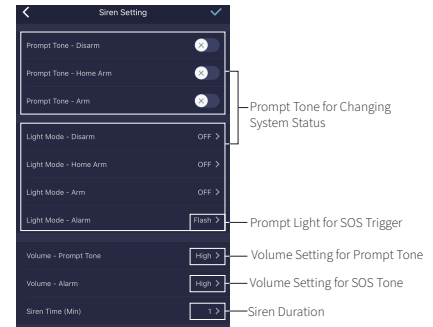 Siren Setting
Prompt Tone - Disarm
Prompt Tone - Home Arm
Prompt Tone - Arm
Prompt Tone for Changing
System Status
Light Mode - Disarm OFF
Light Mode - Home Arm OFF
Light Mode - Arm OFF
Light Mode - Alarm Flash
Prompt Light for SOS Trigger
Volume - Prompt Tone High
Volume Setting for Prompt Tone
Volume - Alarm High
Volume Setting for SOS Tone
Siren Time (Min) 1
Siren Duration